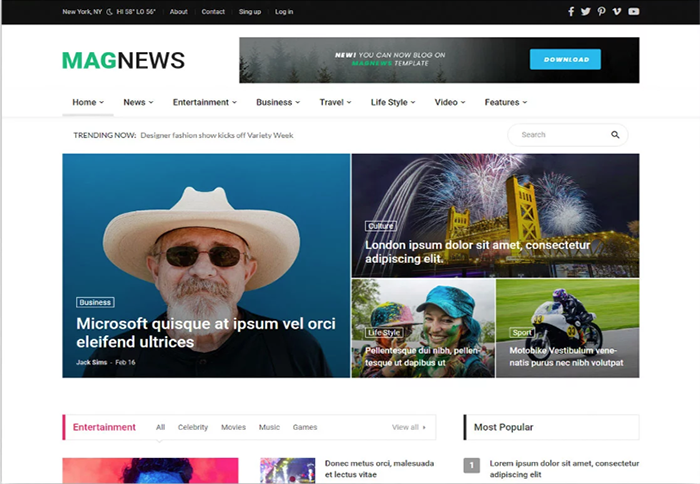 New York, NY HI 58° LO 56° About Contact Sing up Log in
MAGNEWS
NEW! YOU CAN NOW BLOG ON
MAGNEWS TEMPLATE
DOWNLOAD
Home News Entertainment Business Travel Life Style Video Features
TRENDING NOW: Designer fashion show kicks off Variety Week
Search
Business
Microsoft quisque at ipsum vel orci
eleifend ultrices
Jack Sims - Feb 16
Culture
London ipsum dolor sit amet, consectetur
adipiscing elit.
Life Style
Pellentesque dui nibh, pellen-
tesque ut dapibus ut
Sport
Motobike Vestibulum vene-
natis purus nec nibh volutpat
Entertainment All Celebrity Movies Music Games View all
Most Popular
Donec metus orci, malesuada
et lectus vitae
1 Lorem ipsum dolor sit amet, consectetur
adipiscing elit